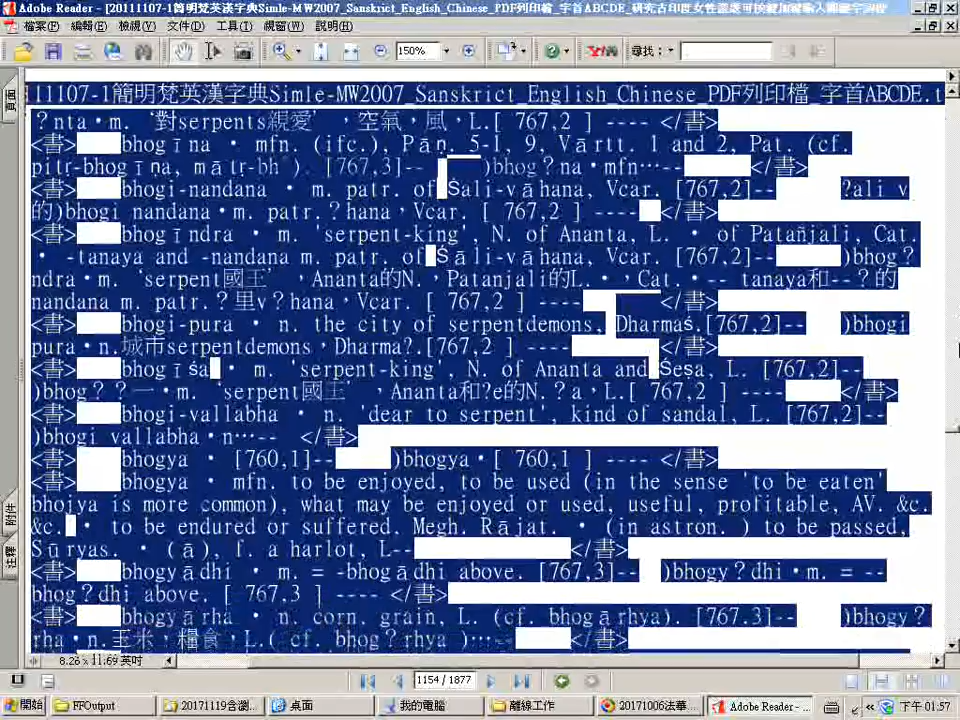 Adobe Reader - [20111107-1簡明梵英漢字典Simle-MW2007_Sanskrict_English_Chinese_PDF列印檔_字首ABCDE_
檔案(F) 編輯(E) 檢視(V) 文件(D) 工具(T) 視窗(W) 說明(H)
150% 尋找：
11107-1簡明梵英漢字典Simle-MW2007_Sanskrict_English_Chinese_PDF列印檔_字首ABCDE.t
?nta‧m.‘對serpents親愛’，空氣，風，L.[ 767,2 ] ---- </書>
<書> bhogīna ‧ mfn. (ifc.), Pāṇ. 5-1, 9, Vārtt. 1 and 2, Pat. (cf.
pitṛ-bhogīṇa, mātṛ-bh°). [767,3]-- )bhog?na‧mfn…-- </書>
<書> bhogi-nandana ‧ m. patr. of Śali-vāhana, Vcar. [767,2]-- ?ali v
的)bhogi nandana‧m. patr.?hana，Vcar. [ 767,2 ] ---- </書>
<書> bhogīndra ‧ m. 'serpent-king', N. of Ananta, L. ‧ of Patañjali, Cat.
‧ -tanaya and -nandana m. patr. of Śāli-vāhana, Vcar. [767,2]-- )bhog?
ndra‧m.‘serpent國王’，Ananta的N.，Patanjali的L.‧，Cat.‧-- tanaya和--?的
nandana m. patr.?里v?hana，Vcar. [ 767,2 ] ---- </書>
<書> bhogi-pura ‧ n. the city of serpentdemons, Dharmaś.[767,2]-- )bhogi
pura‧n.城市serpentdemons，Dharma?.[767,2 ] ---- </書>
<書> bhogīśa ‧ m. 'serpent-king', N. of Ananta and Śeṣa, L. [767,2]--
)bhog??一‧m.‘serpent國王’，Ananta和?e的N.?a，L.[ 767,2 ] ---- </書>
<書> bhogi-vallabha ‧ n. 'dear to serpent', kind of sandal, L. [767,2]--
)bhogi vallabha‧n…-- </書>
<書> bhogya ‧ [760,1]-- )bhogya‧[ 760,1 ] ---- </書>
<書> bhogya ‧ mfn. to be enjoyed, to be used (in the sense 'to be eaten'
bhojya is more common), what may be enjoyed or used, useful, profitable, AV. &c.
&c. ‧ to be endured or suffered, Megh. Rājat. ‧ (in astron. ) to be passed,
Sūryas. ‧ (ā), f. a harlot, L-- </書>
<書> bhogyādhi ‧ m. = -bhogādhi above. [767,3]-- )bhogy?dhi‧m. = --
bhog?dhi above. [ 767,3 ] ---- </書>
<書> bhogyārha ‧ n. corn, grain, L. (cf. bhogārhya). [767,3]-- )bhogy?
rha‧n.玉米，糧食，L.( cf. bhog?rhya )…-- </書>
頁面
附件
註釋
8.26 x 11.69 英吋
1154 / 1877
開始 FFOutput 20171119含瀏... 桌面 我的電腦 離線工作 20171006法華... Adobe Reader - [... 下午 01:57